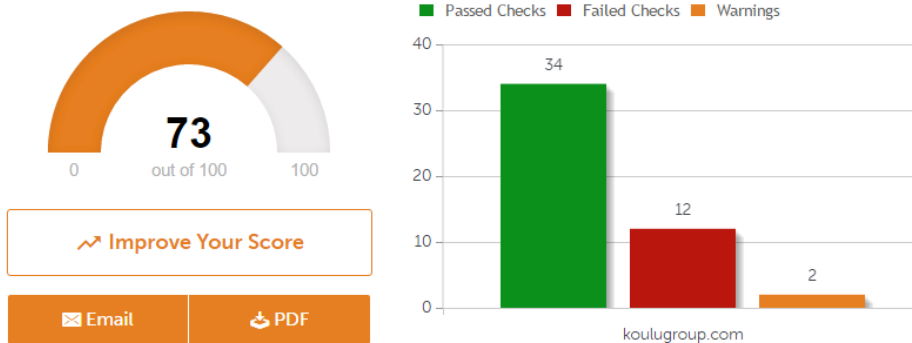 73
0
out of 100
100
Improve Your Score
Email
PDF
Passed Checks
Failed Checks
Warnings
40
30
20
10
0
34
12
2
koulugroup.com